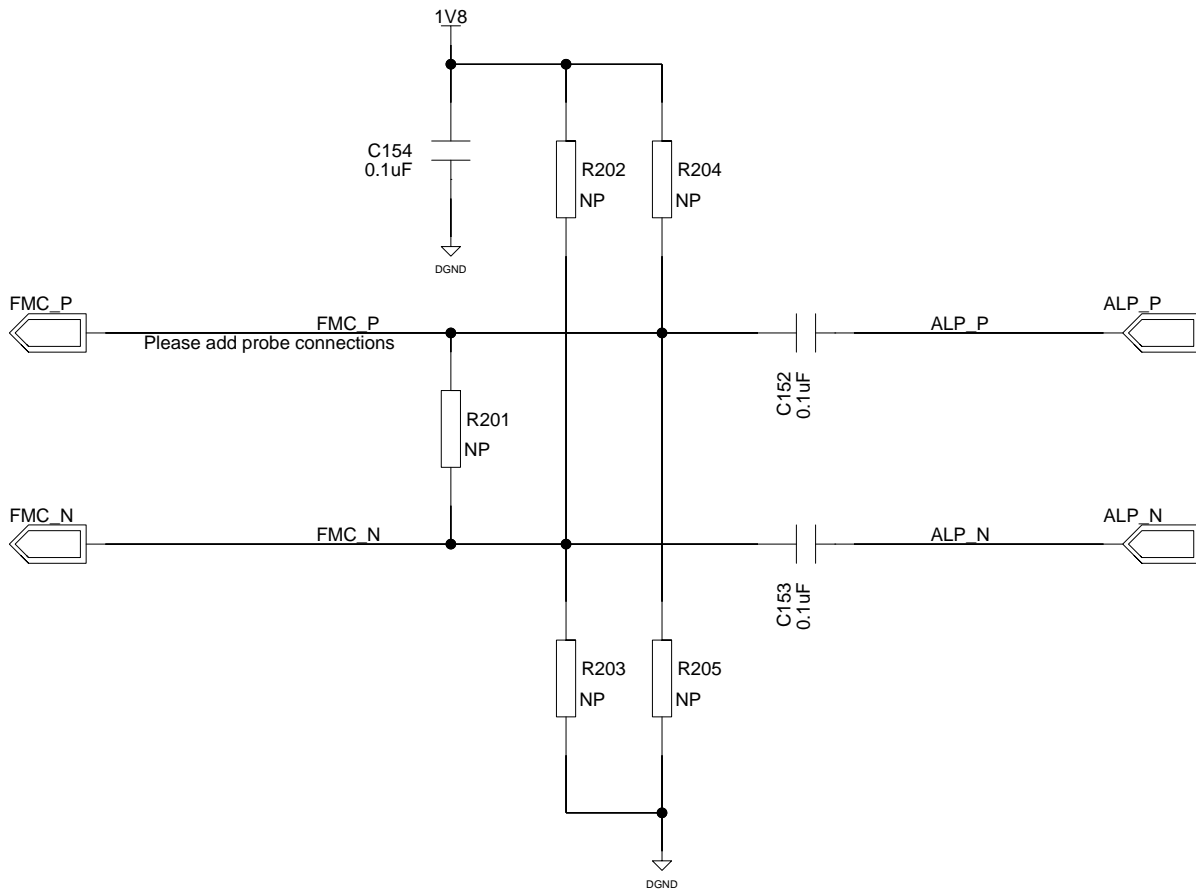 1V8
C154
0.1uF
R202
NP
R204
NP
DGND
FMC_P
FMC_P
Please add probe connections
ALP_P
ALP_P
C152
0.1uF
R201
NP
FMC_N
FMC_N
ALP_N
ALP_N
C153
0.1uF
R203
NP
R205
NP
DGND